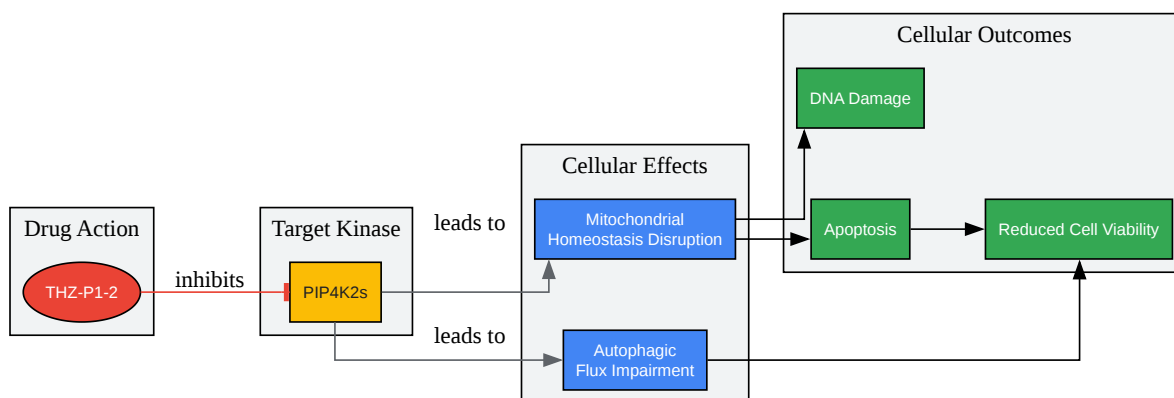 Drug Action
THZ-P1-2
inhibits
Target Kinase
PIP4K2s
leads to
leads to
Cellular Effects
Mitochondrial
Homeostasis Disruption
Autophagic
Flux Impairment
Cellular Outcomes
DNA Damage
Apoptosis
Reduced Cell Viability